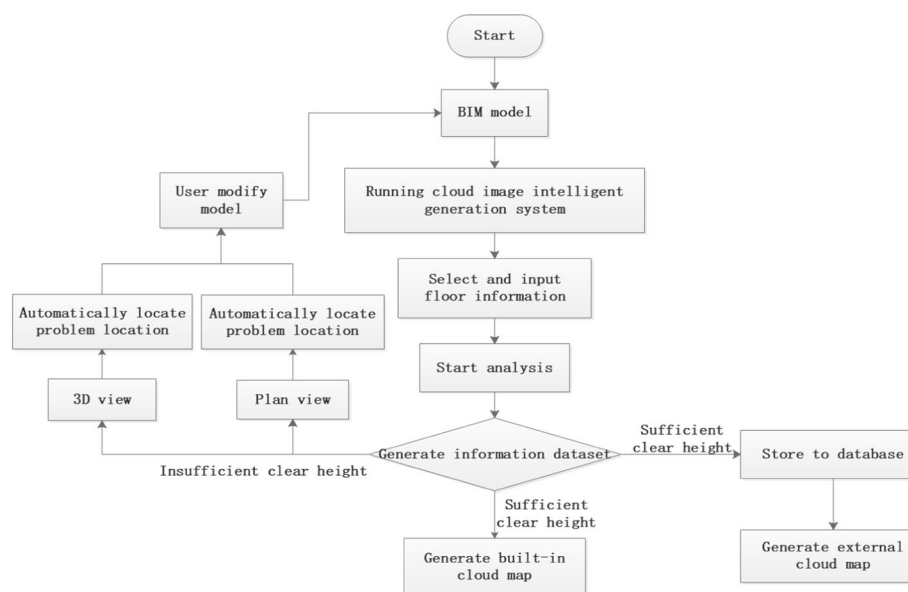 Start
BIM model
User modify
model
Running cloud image intelligent
generation system
Select and input
floor information
Automatically locate
problem location
Automatically locate
problem location
Start analysis
3D view
Plan view
Insufficient clear height
Generate information dataset
Sufficient
clear height
Store to database
Sufficient
clear height
Generate built-in
cloud map
Generate external
cloud map